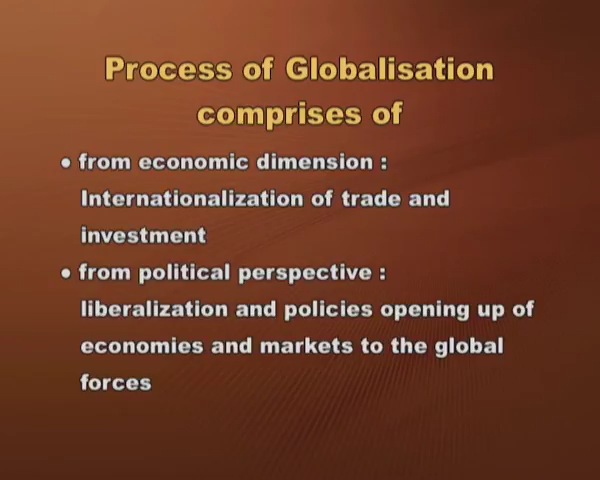 Process of Globalisation
comprises of
• from economic dimension :
Internationalization of trade and
investment
• from political perspective :
liberalization and policies opening up of
economies and markets to the global
forces